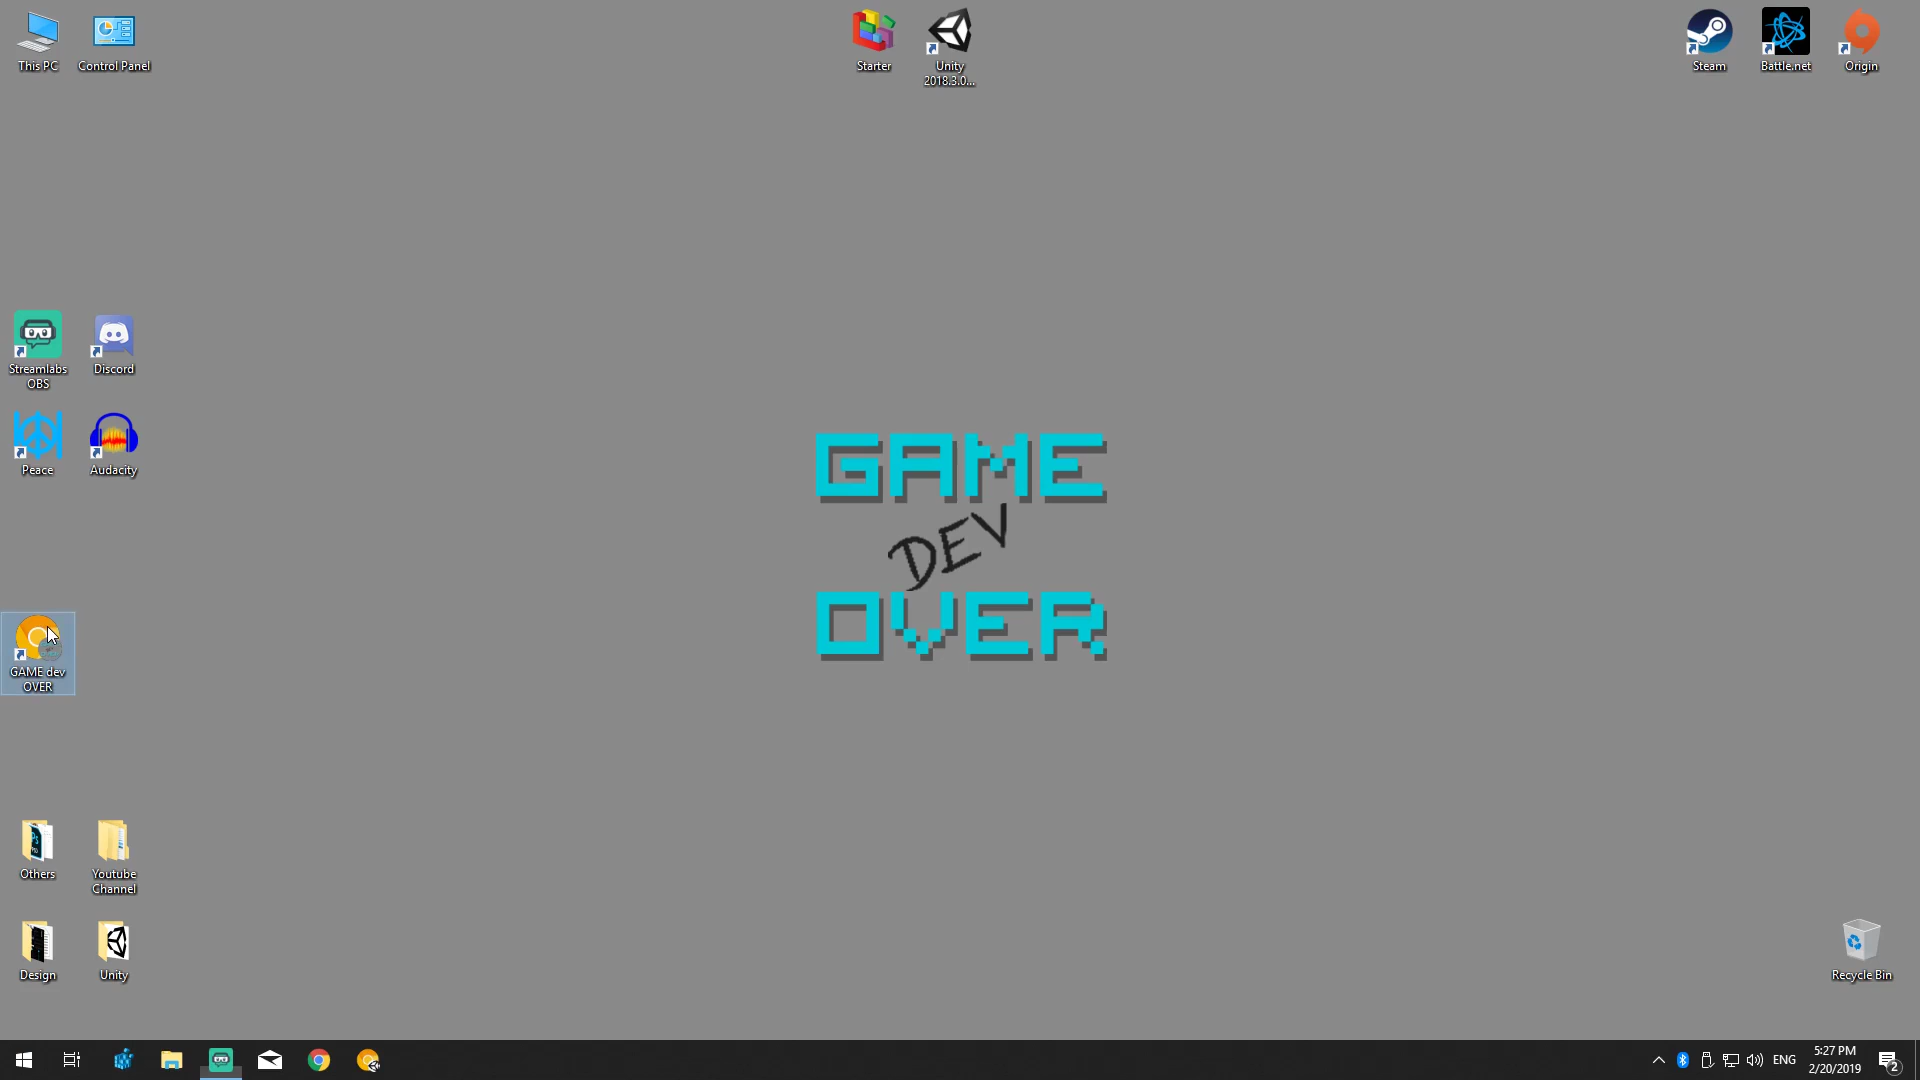 This PC
Control Panel
Starter
Unity
2018.3.0...
Steam
Battle.net
Origin
Streamlabs
OBS
Discord
Peace
Audacity
GAME
DEV
OVER
GAME dev
OVER
Others
Youtube
Channel
Design
Unity
Recycle Bin
ENG
5:27 PM
2/20/2019
2